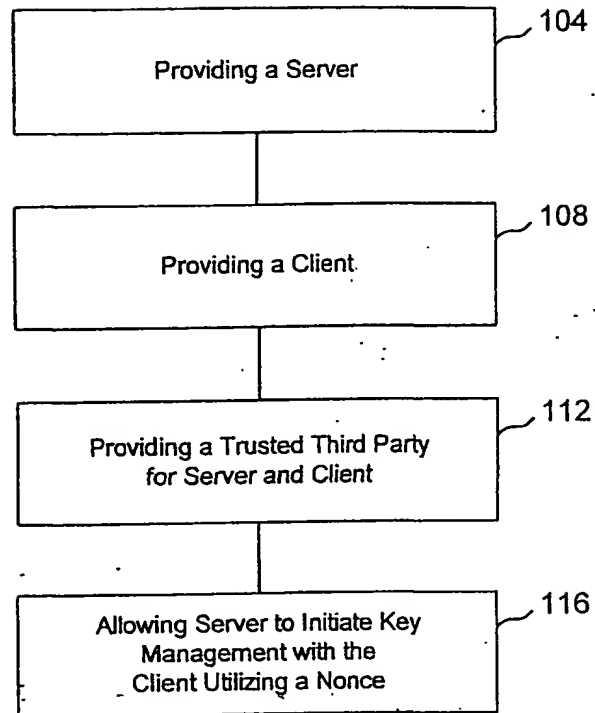 104
Providing a Server
108
Providing a Client
112
Providing a Trusted Third Party
for Server and Client
116
Allowing Server to Initiate Key
Management with the
Client Utilizing a Nonce